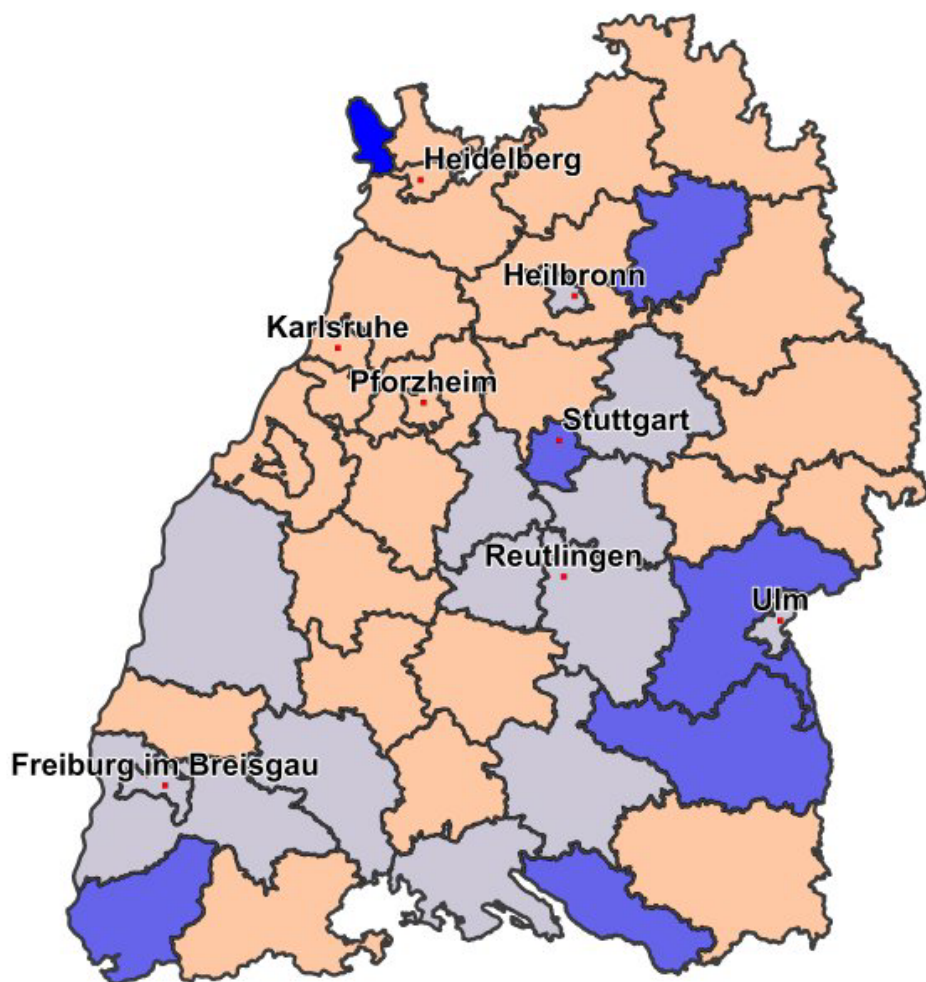 Heidelberg
Heilbronn
Karlsruhe
Pforzheim
Stuttgart
Reutlingen
Ulm
Freiburg im Breisgau